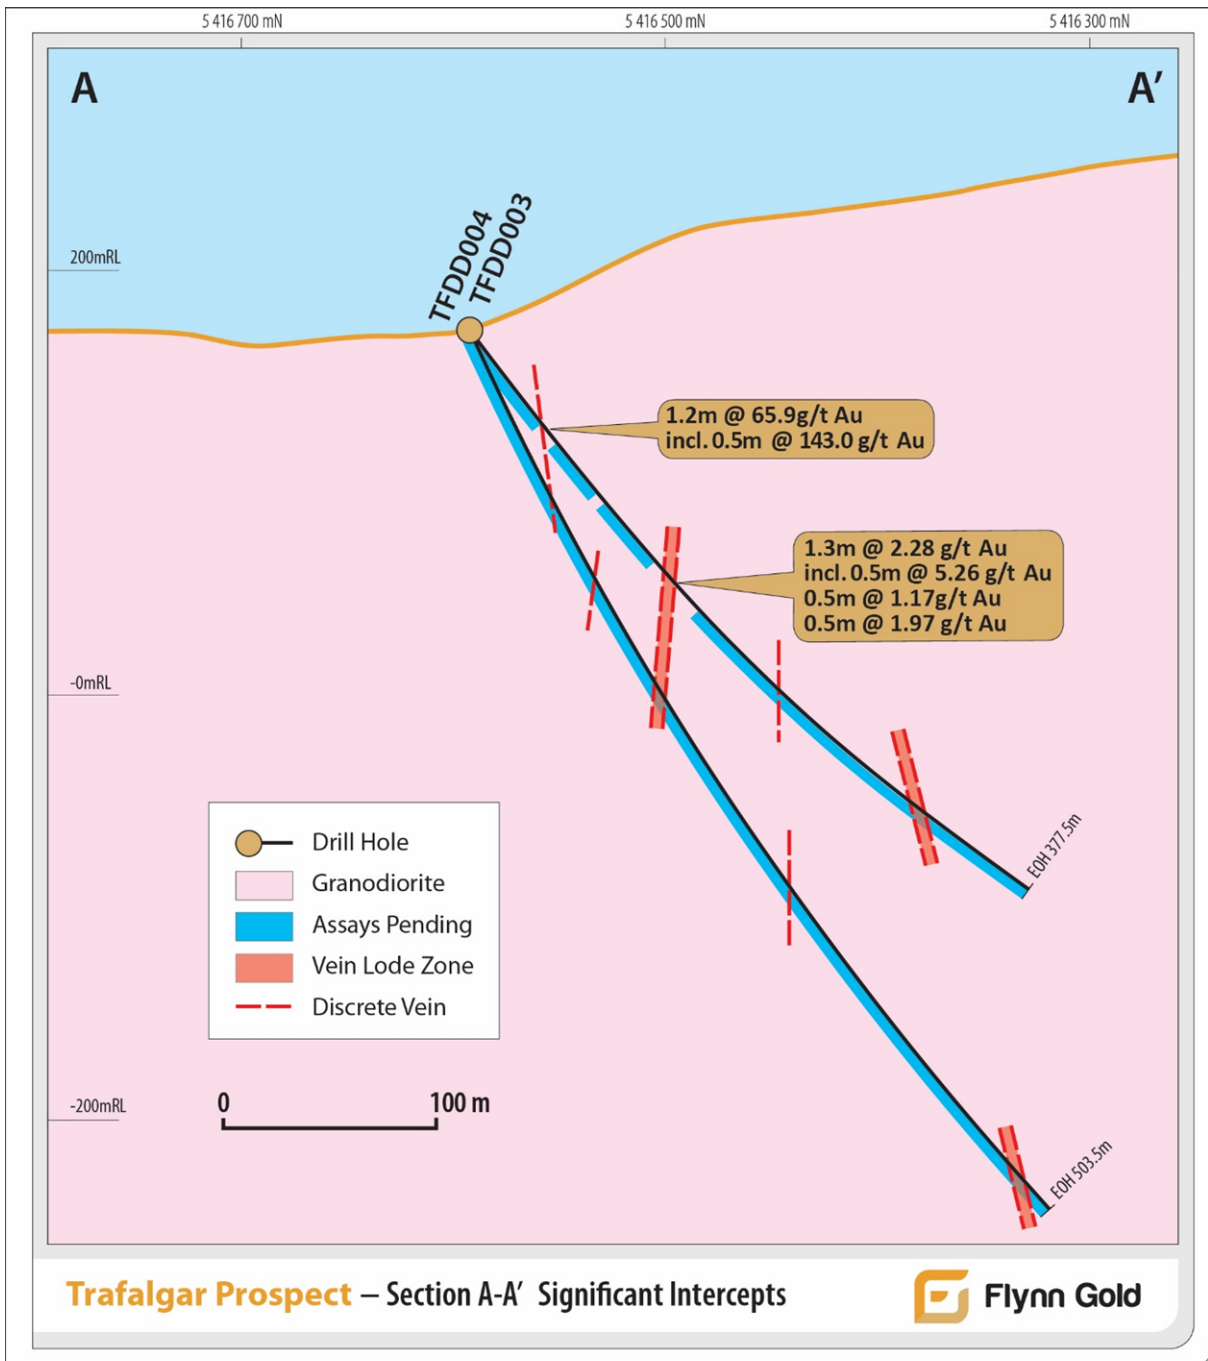 5 416 700 mN
5 416 500 mN
5 416 300 mN
A
A'
200mRL
TFDD004
TFDD003
1.2m @ 65.9g/t Au
incl. 0.5m @ 143.0 g/t Au
1.3m @ 2.28 g/t Au
incl. 0.5m @ 5.26 g/t Au
0.5m @ 1.17g/t Au
0.5m @ 1.97 g/t Au
-0mRL
EOH 377.5m
Drill Hole
Granodiorite
Assays Pending
Vein Lode Zone
Discrete Vein
0
100 m
-200mRL
EOH 503.5m
Trafalgar Prospect – Section A-A' Significant Intercepts
Flynn Gold